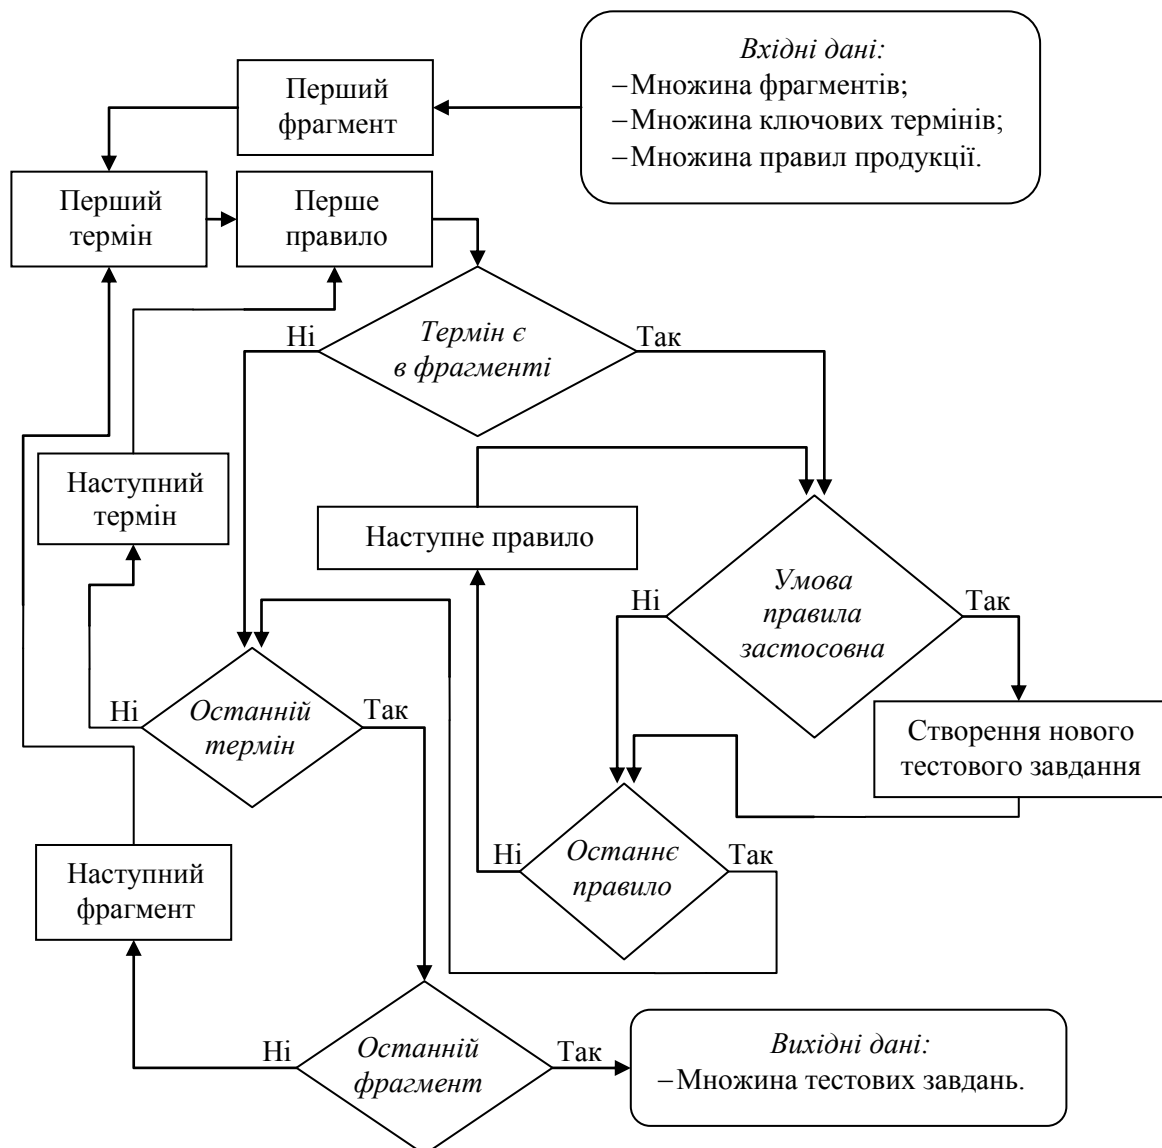 Вхідні дані:
–Множина фрагментів;
–Множина ключових термінів;
–Множина правил продукції.
Перший
фрагмент
Перший
термін
Перше
правило
Термін є
в фрагменті
Ні
Так
Наступний
термін
Наступне правило
Умова
правила
застосовна
Ні
Так
Останній
термін
Ні
Так
Створення нового
тестового завдання
Останнє
правило
Ні
Так
Наступний
фрагмент
Останній
фрагмент
Ні
Так
Вихідні дані:
–Множина тестових завдань.